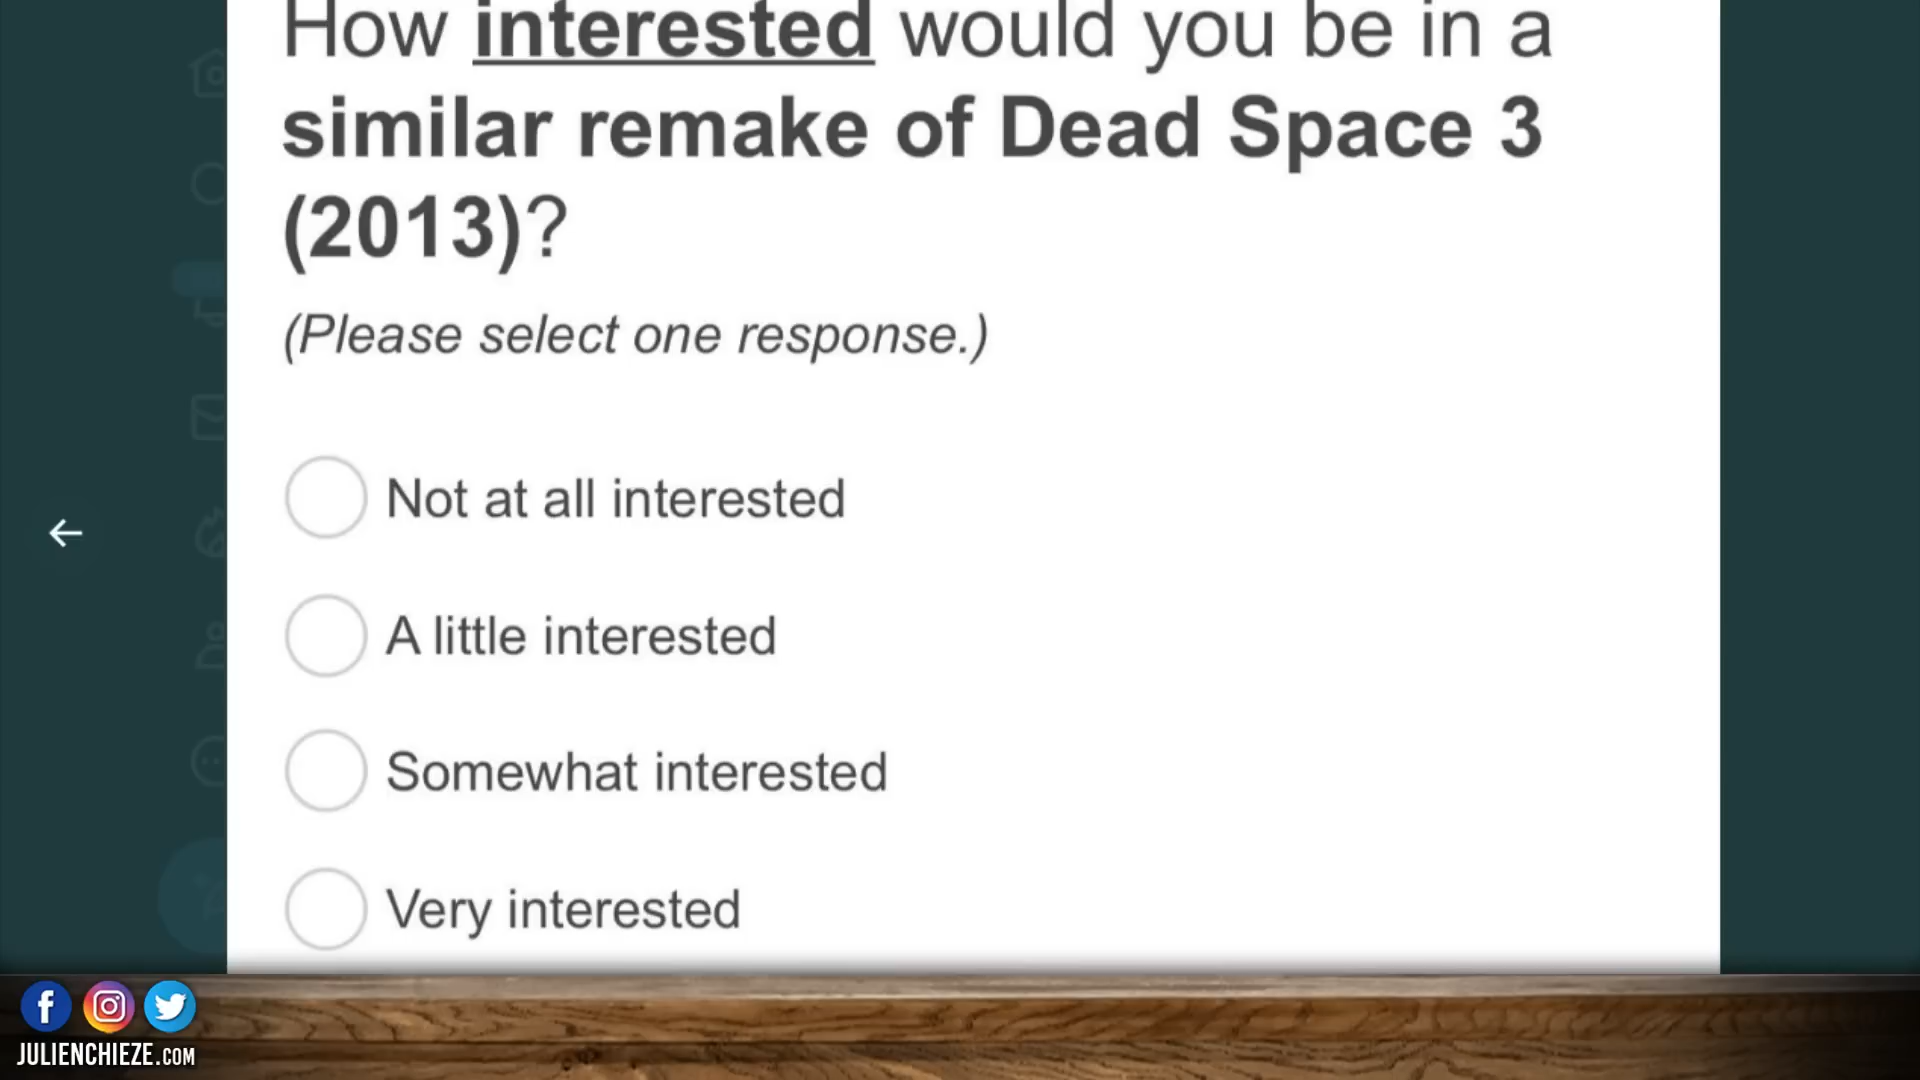 How interested would you be in a
similar remake of Dead Space 3
(2013)?
(Please select one response.)
Not at all interested
A little interested
Somewhat interested
Very interested
JULIENCHIEZE.COM